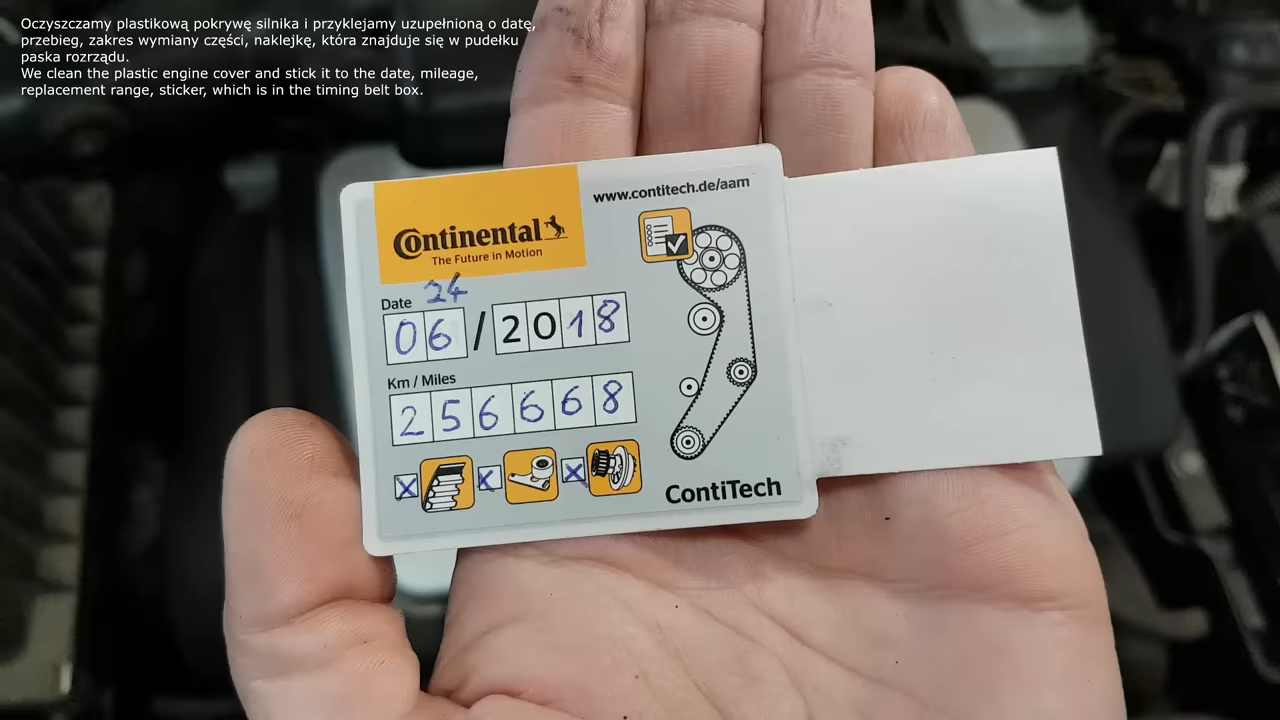 Oczyszczamy plastikową pokrywę silnika i przyklejamy uzupełnioną o datę,
przebieg, zakres wymiany części, naklejkę, która znajduje się w pudełku
paska rozrządu.
We clean the plastic engine cover and stick it to the date, mileage,
replacement range, sticker, which is in the timing belt box.
www.contitech.de/aam
Continental
The Future in Motion
Date 24
06/2018
Km / Miles
256668
X X X
ContiTech